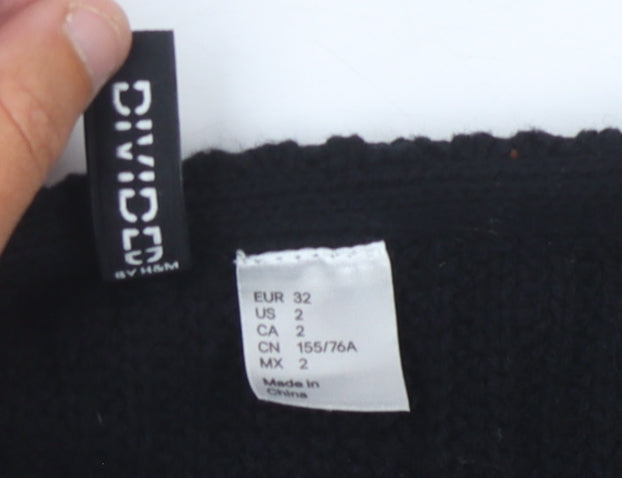 DIVIDED
BY H&M
EUR 32
US 2
CA 2
CN 155/76A
MX 2
Made in
China